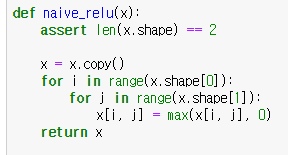 def naive_relu(x):
    assert len(x.shape) == 2
    x = x.copy()
    for i in range(x.shape[0]):
        for j in range(x.shape[1]):
            x[i, j] = max(x[i, j], 0)
    return x